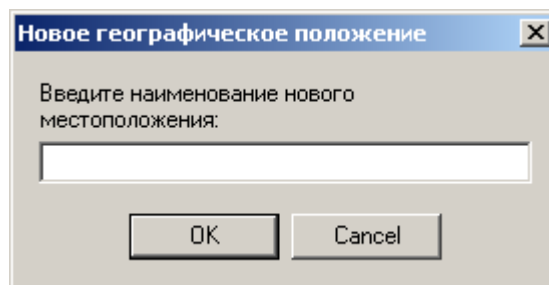 Новое географическое положение
Введите наименование нового
местоположения:
OK
Cancel